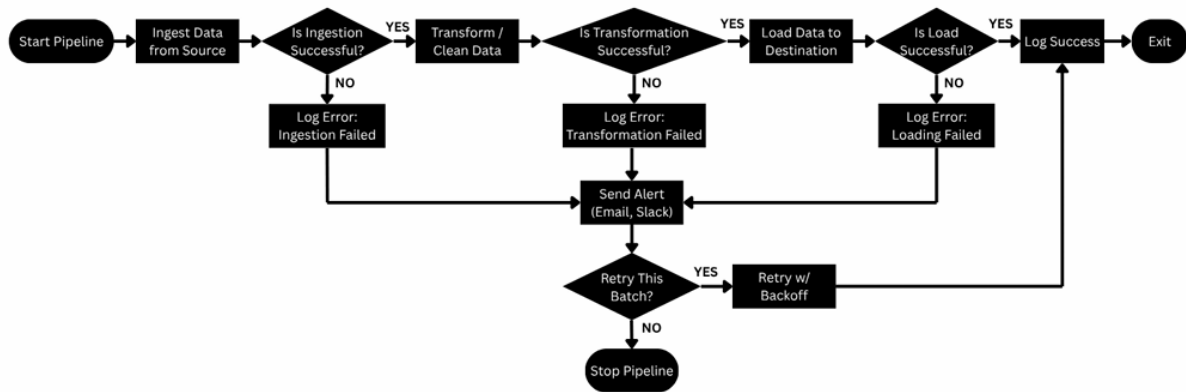 Start Pipeline
Ingest Data
from Source
Is Ingestion
Successful?
YES
Transform /
Clean Data
Is Transformation
Successful?
YES
Load Data to
Destination
Is Load
Successful?
YES
Log Success
Exit
NO
NO
NO
Log Error:
Ingestion Failed
Log Error:
Transformation Failed
Log Error:
Loading Failed
Send Alert
(Email, Slack)
Retry This
Batch?
YES
Retry w/
Backoff
NO
Stop Pipeline